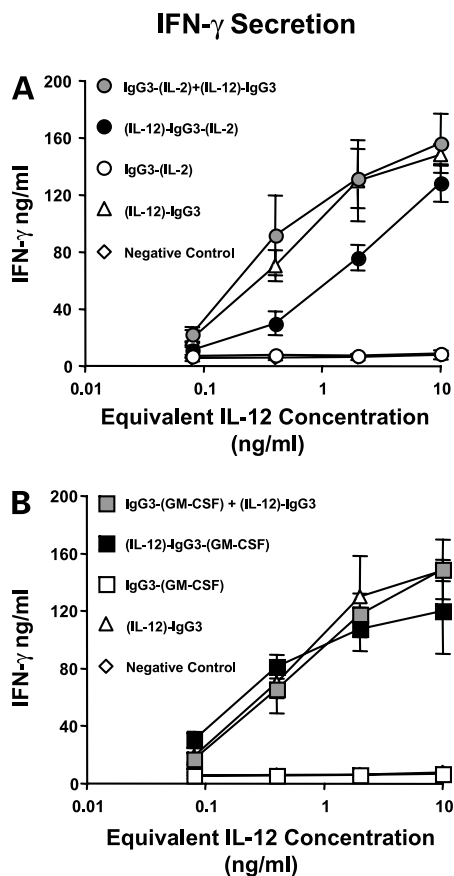 IFN-γ Secretion
A
IgG3-(IL-2)+(IL-12)-IgG3
(IL-12)-IgG3-(IL-2)
IgG3-(IL-2)
(IL-12)-IgG3
Negative Control
IFN-γ ng/ml
200
160
120
80
40
0
0.01
0.1
1
10
Equivalent IL-12 Concentration
(ng/ml)
B
IgG3-(GM-CSF) + (IL-12)-IgG3
(IL-12)-IgG3-(GM-CSF)
IgG3-(GM-CSF)
(IL-12)-IgG3
Negative Control
IFN-γ ng/ml
200
160
120
80
40
0
0.01
0.1
1
10
Equivalent IL-12 Concentration
(ng/ml)